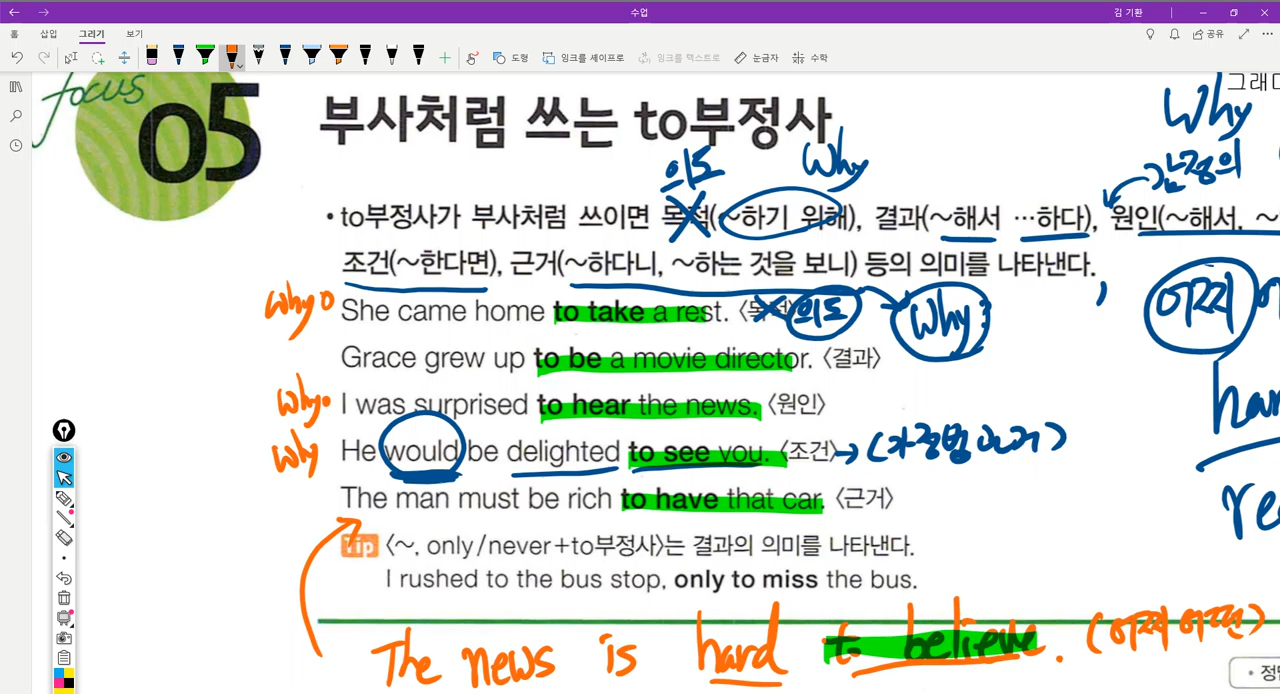 수업
김 기환
홈 삽입 그리기 보기
공유
도형 잉크를 셰이프로 잉크를 텍스트로 눈금자 수학
focus
05
부사처럼 쓰는 to부정사
그래머
Why
의도 Why
감정의
• to부정사가 부사처럼 쓰이면 목적(~하기 위해), 결과(~해서 …하다), 원인(~해서, ~
조건(~한다면), 근거(~하다니, ~하는 것을 보니) 등의 의미를 나타낸다.
Why She came home to take a rest. 〈목적〉 의도 Why?
어찌
Grace grew up to be a movie director. 〈결과〉
Why I was surprised to hear the news. 〈원인〉
Why He would be delighted to see you. 〈조건〉 → (가정법 어쩌)
The man must be rich to have that car. 〈근거〉
Tip 〈~, only/never+to부정사〉는 결과의 의미를 나타낸다.
I rushed to the bus stop, only to miss the bus.
The news is hard to believe. (어찌 어떤)